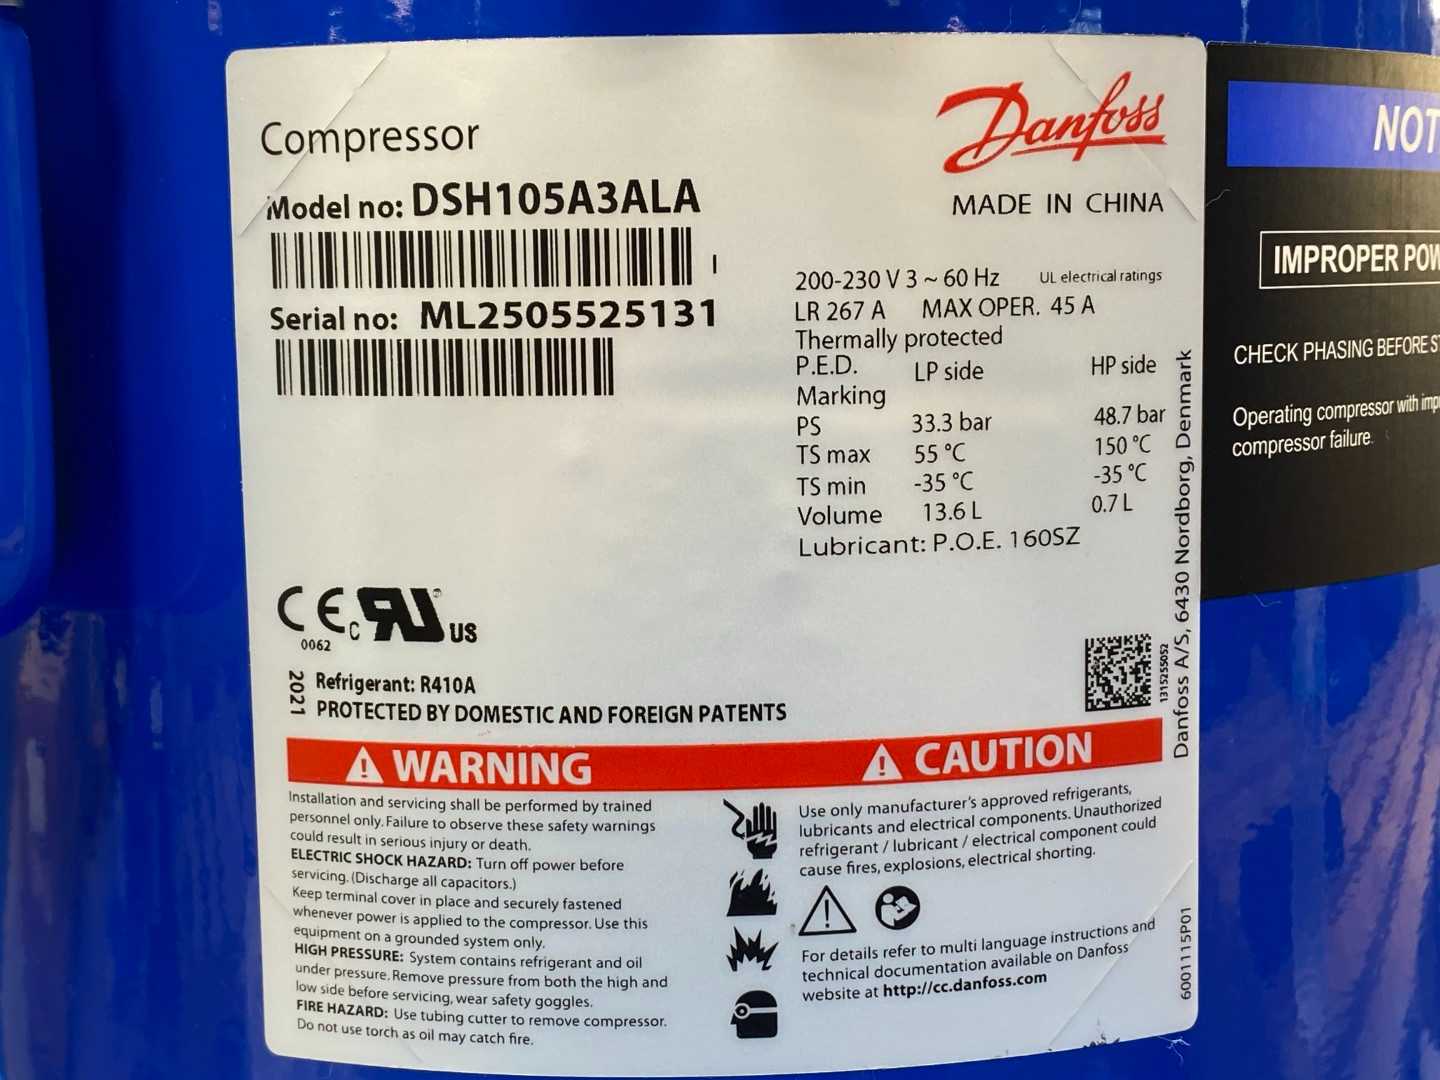 Compressor
Danfoss
MADE IN CHINA
Model no: DSH105A3ALA
Serial no: ML2505525131
200-230 V 3 ~ 60 Hz UL electrical ratings
LR 267 A MAX OPER. 45 A
Thermally protected
P.E.D. LP side HP side
Marking
PS 33.3 bar 48.7 bar
TS max 55 °C 150 °C
TS min -35 °C -35 °C
Volume 13.6 L 0.7 L
Lubricant: P.O.E. 160SZ
CE 0062 c RU ® US
2021
Refrigerant: R410A
PROTECTED BY DOMESTIC AND FOREIGN PATENTS
1315255052
Danfoss A/S, 6430 Nordborg, Denmark
WARNING
Installation and servicing shall be performed by trained
personnel only. Failure to observe these safety warnings
could result in serious injury or death.
ELECTRIC SHOCK HAZARD: Turn off power before
servicing. (Discharge all capacitors.)
Keep terminal cover in place and securely fastened
whenever power is applied to the compressor. Use this
equipment on a grounded system only.
HIGH PRESSURE: System contains refrigerant and oil
under pressure. Remove pressure from both the high and
low side before servicing, wear safety goggles.
FIRE HAZARD: Use tubing cutter to remove compressor.
Do not use torch as oil may catch fire.
CAUTION
Use only manufacturer's approved refrigerants,
lubricants and electrical components. Unauthorized
refrigerant / lubricant / electrical component could
cause fires, explosions, electrical shorting.
For details refer to multi language instructions and
technical documentation available on Danfoss
website at http://cc.danfoss.com
6001115P01
NOT
IMPROPER POW
CHECK PHASING BEFORE S
Operating compressor with imp
compressor failure.